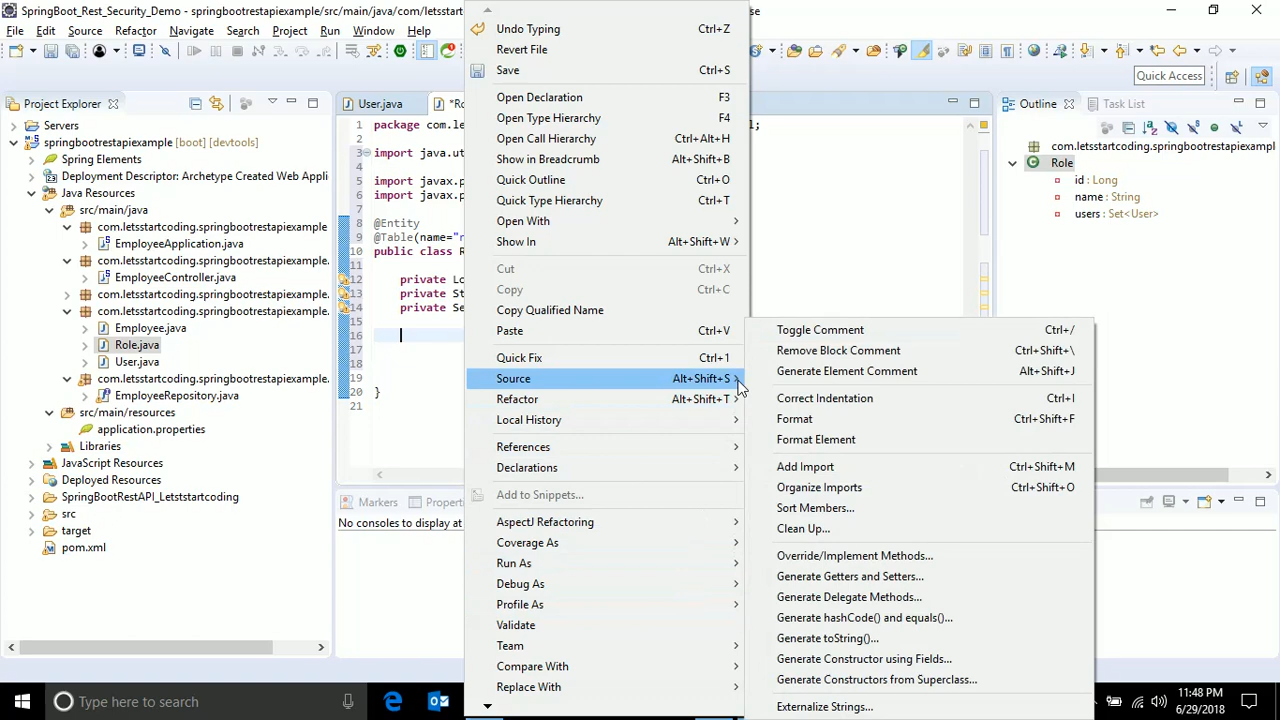 SpringBoot_Rest_Security_Demo - springbootrestapiexample/src/main/java/com/letsst
se
File Edit Source Refactor Navigate Search Project Run Window Help
Quick Access
Project Explorer
Servers
springbootrestapiexample [boot] [devtools]
Spring Elements
Deployment Descriptor: Archetype Created Web Appli
Java Resources
src/main/java
com.letsstartcoding.springbootrestapiexample
EmployeeApplication.java
com.letsstartcoding.springbootrestapiexample.
EmployeeController.java
com.letsstartcoding.springbootrestapiexample.
com.letsstartcoding.springbootrestapiexample.
Employee.java
Role.java
User.java
com.letsstartcoding.springbootrestapiexample.
EmployeeRepository.java
src/main/resources
application.properties
Libraries
JavaScript Resources
Deployed Resources
SpringBootRestAPI_Letststartcoding
src
target
pom.xml
User.java
*Ro
1 package com.le
l;
2
3 import java.ut
4
5 import javax.p
6 import javax.p
7
8 @Entity
9 @Table(name="r
10 public class R
11
12 private Lo
13 private St
14 private Se
15
16
17
18
19
20 }
21
Markers
Propert
No consoles to display at
Undo Typing Ctrl+Z
Revert File
Save Ctrl+S
Open Declaration F3
Open Type Hierarchy F4
Open Call Hierarchy Ctrl+Alt+H
Show in Breadcrumb Alt+Shift+B
Quick Outline Ctrl+O
Quick Type Hierarchy Ctrl+T
Open With
Show In Alt+Shift+W
Cut Ctrl+X
Copy Ctrl+C
Copy Qualified Name
Paste Ctrl+V
Quick Fix Ctrl+1
Source Alt+Shift+S
Refactor Alt+Shift+T
Local History
References
Declarations
Add to Snippets...
AspectJ Refactoring
Coverage As
Run As
Debug As
Profile As
Validate
Team
Compare With
Replace With
Toggle Comment Ctrl+/
Remove Block Comment Ctrl+Shift+\
Generate Element Comment Alt+Shift+J
Correct Indentation Ctrl+I
Format Ctrl+Shift+F
Format Element
Add Import Ctrl+Shift+M
Organize Imports Ctrl+Shift+O
Sort Members...
Clean Up...
Override/Implement Methods...
Generate Getters and Setters...
Generate Delegate Methods...
Generate hashCode() and equals()...
Generate toString()...
Generate Constructor using Fields...
Generate Constructors from Superclass...
Externalize Strings...
Outline
Task List
com.letsstartcoding.springbootrestapiexampl
Role
id : Long
name : String
users : Set<User>
Type here to search
11:48 PM
6/29/2018